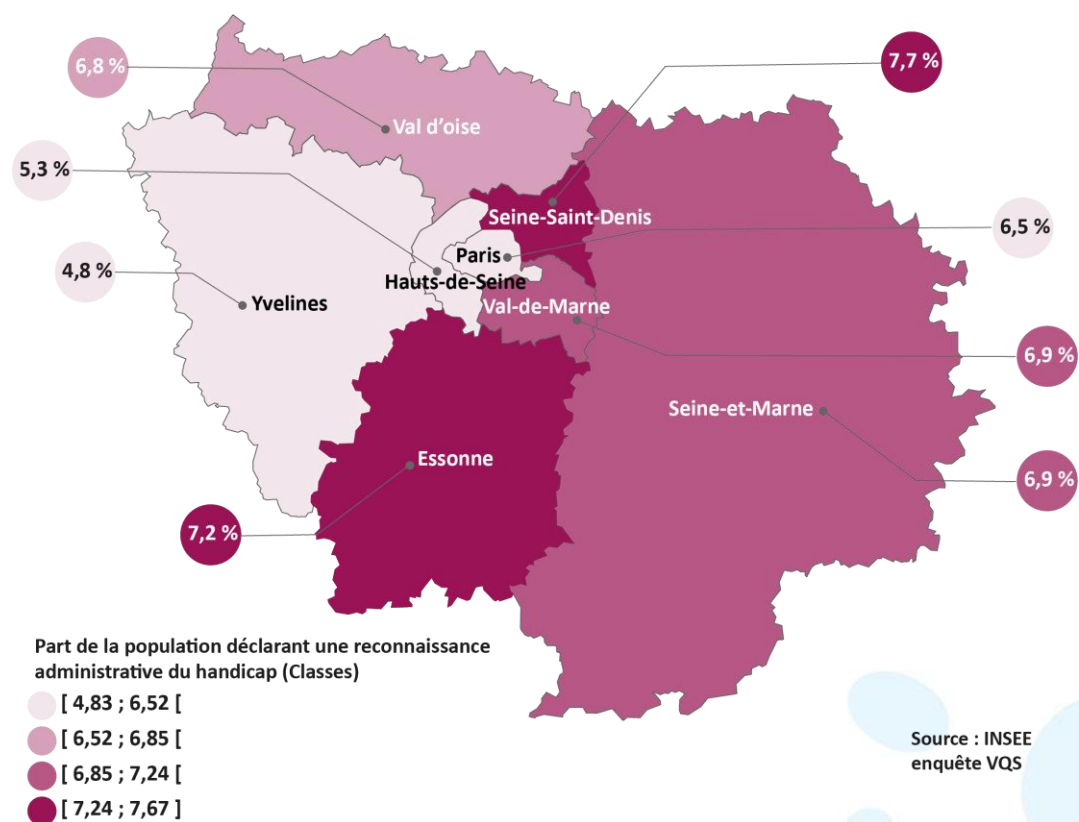 6,8 %
7,7 %
Val d'oise
5,3 %
Seine-Saint-Denis
6,5 %
Paris
4,8 %
Hauts-de-Seine
Yvelines
Val-de-Marne
6,9 %
Seine-et-Marne
Essonne
6,9 %
7,2 %
Part de la population déclarant une reconnaissance
administrative du handicap (Classes)
[ 4,83 ; 6,52 [
[ 6,52 ; 6,85 [
[ 6,85 ; 7,24 [
[ 7,24 ; 7,67 ]
Source : INSEE
enquête VQS